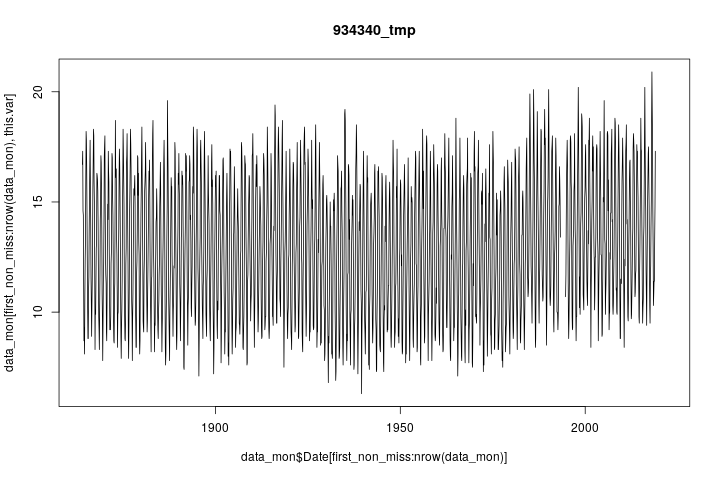 934340_tmp
data_mon[first_non_miss:nrow(data_mon), this.var]
20
15
10
1900
1950
2000
data_mon$Date[first_non_miss:nrow(data_mon)]